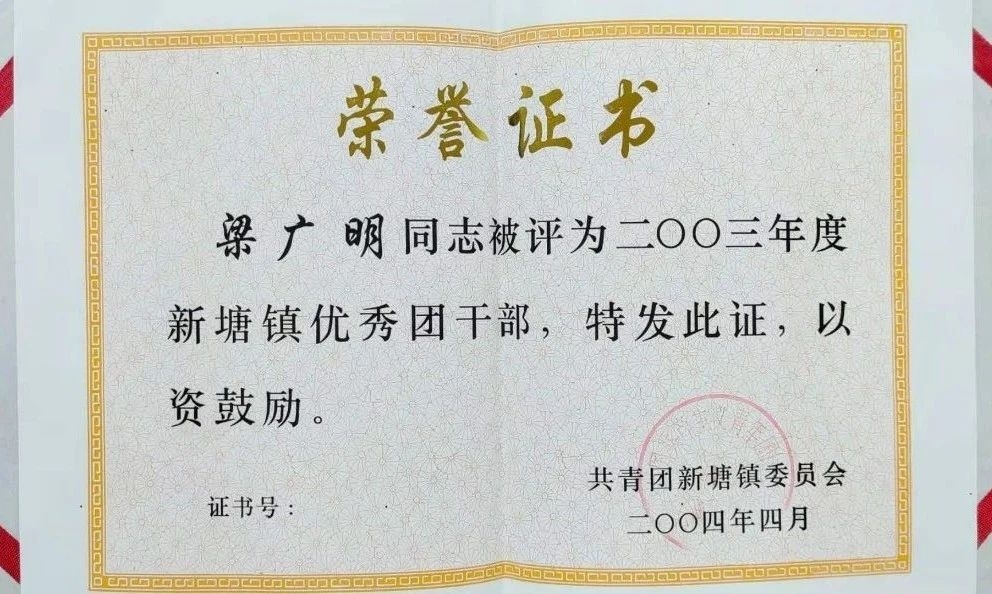 荣誉证书
梁广明同志被评为二〇〇三年度
新塘镇优秀团干部，特发此证，以
资鼓励。
共青团新塘镇委员会
证书号：
二〇〇四年四月